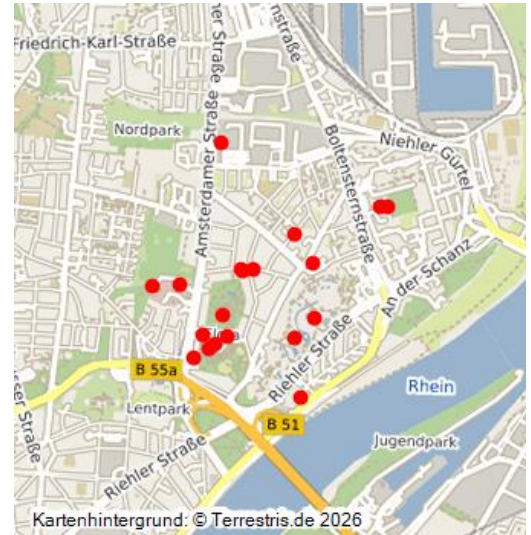 Friedrich-Karl-Straße
Nordpark
Amsterdamer Straße
Boltensternstraße
Niehler Gürtel
An der Schanz
Flora
Riehler Straße
B 55a
Lentpark
B 51
Rhein
Riehler Straße
Jugendpark
Kartenhintergrund: © Terrestris.de 2026